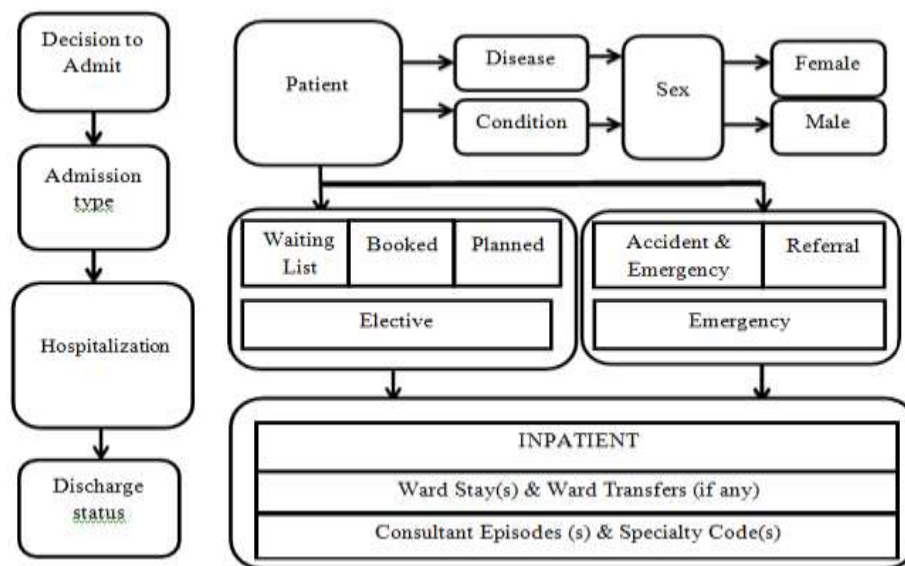 Decision to
Admit
Admission
type
Hospitalization
Discharge
status
Patient
Disease
Condition
Sex
Female
Male
Waiting
List
Booked
Planned
Elective
Accident &
Emergency
Referral
Emergency
INPATIENT
Ward Stay(s) & Ward Transfers (if any)
Consultant Episodes (s) & Specialty Code(s)